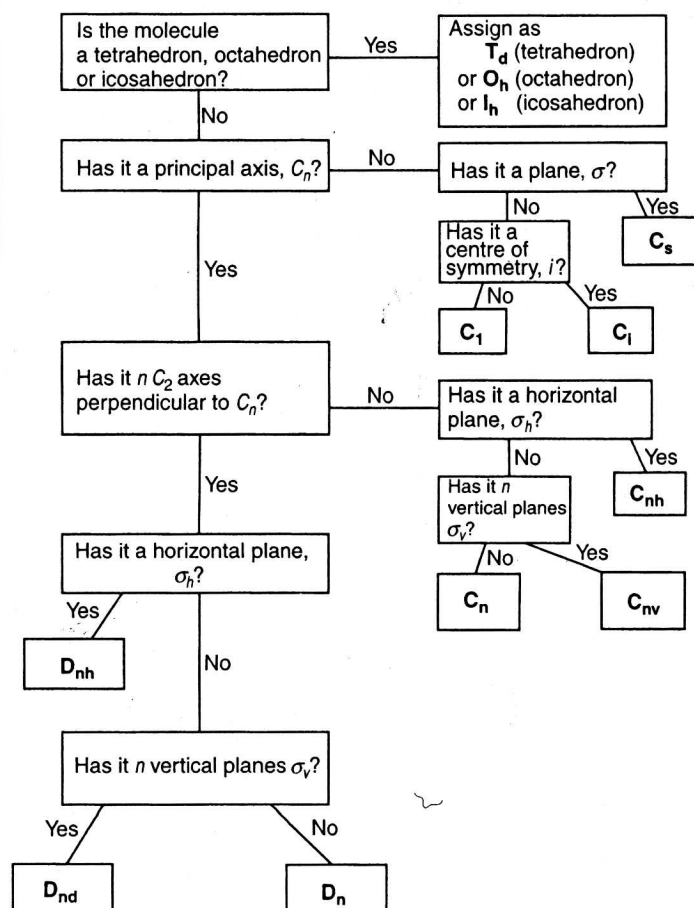 Is the molecule
a tetrahedron, octahedron
or icosahedron?
Yes
Assign as
T_d (tetrahedron)
or O_h (octahedron)
or I_h (icosahedron)
No
Has it a principal axis, C_n?
No
Has it a plane, σ?
No
Yes
Has it a
centre of
symmetry, i?
C_s
Yes
No
Yes
C_1
C_i
Has it n C_2 axes
perpendicular to C_n?
No
Has it a horizontal
plane, σ_h?
No
Yes
Yes
Has it n
vertical planes
σ_v?
C_nh
Has it a horizontal plane,
σ_h?
No
Yes
Yes
C_n
C_nv
D_nh
No
Has it n vertical planes σ_v?
Yes
No
D_nd
D_n